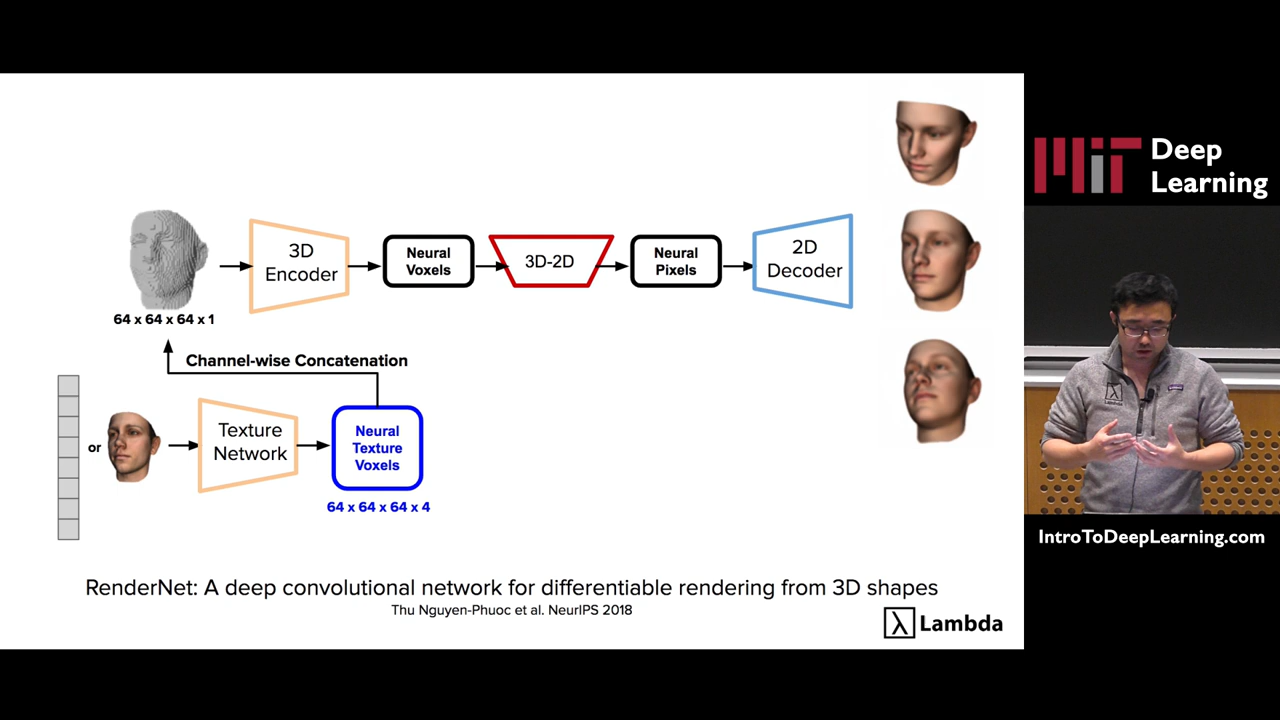 3D
Encoder
Neural
Voxels
3D-2D
Neural
Pixels
2D
Decoder
64 x 64 x 64 x 1
Channel-wise Concatenation
or
Texture
Network
Neural
Texture
Voxels
64 x 64 x 64 x 4
RenderNet: A deep convolutional network for differentiable rendering from 3D shapes
Thu Nguyen-Phuoc et al. NeurIPS 2018
λ Lambda
MIT Deep
Learning
Lambda
IntroToDeepLearning.com